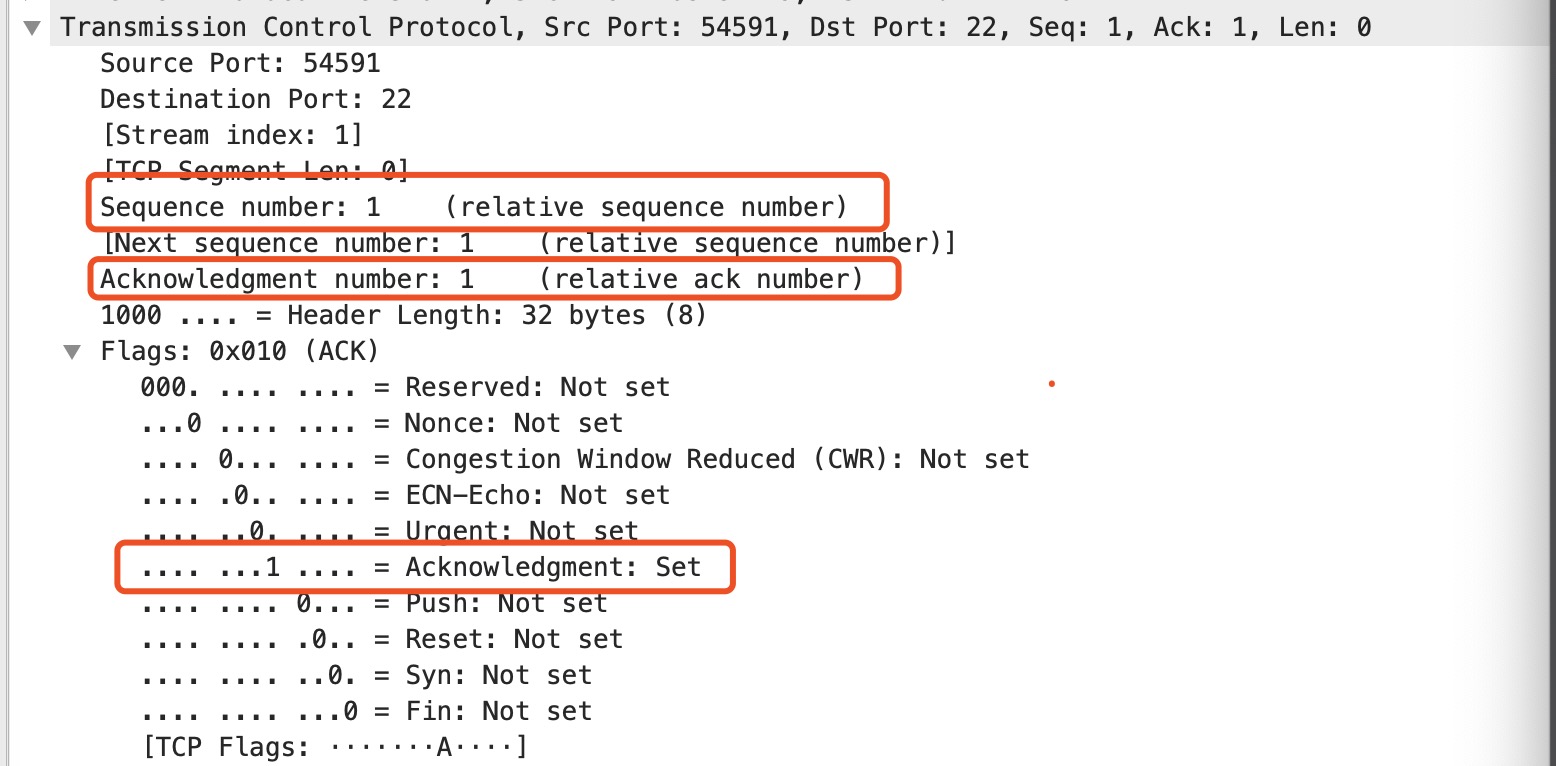 Transmission Control Protocol, Src Port: 54591, Dst Port: 22, Seq: 1, Ack: 1, Len: 0
Source Port: 54591
Destination Port: 22
[Stream index: 1]
[TCP Segment Len: 0]
Sequence number: 1    (relative sequence number)
[Next sequence number: 1    (relative sequence number)]
Acknowledgment number: 1    (relative ack number)
1000 .... = Header Length: 32 bytes (8)
Flags: 0x010 (ACK)
000. .... .... = Reserved: Not set
...0 .... .... = Nonce: Not set
.... 0... .... = Congestion Window Reduced (CWR): Not set
.... .0.. .... = ECN-Echo: Not set
.... ..0. .... = Urgent: Not set
.... ...1 .... = Acknowledgment: Set
.... .... 0... = Push: Not set
.... .... .0.. = Reset: Not set
.... .... ..0. = Syn: Not set
.... .... ...0 = Fin: Not set
[TCP Flags: ·······A····]